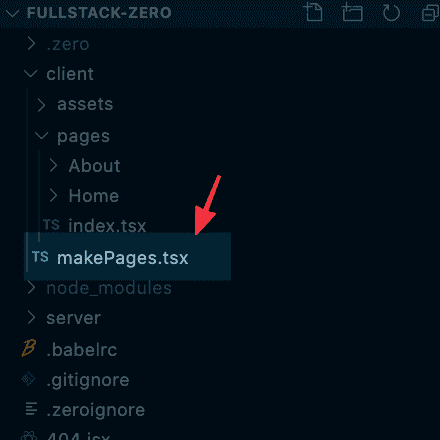 FULLSTACK-ZERO
.zero
client
assets
pages
About
Home
TS index.tsx
TS makePages.tsx
node_modules
server
.babelrc
.gitignore
.zeroignore
404.jsx